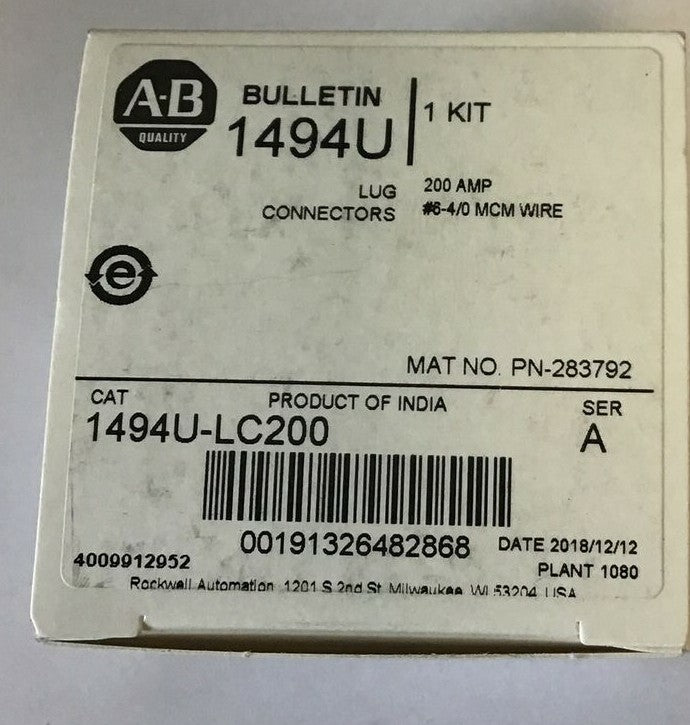 A-B
QUALITY
BULLETIN
1494U
1 KIT
LUG
CONNECTORS
200 AMP
#6-4/0 MCM WIRE
e
MAT NO. PN-283792
CAT
PRODUCT OF INDIA
SER
1494U-LC200
A
00191326482868
DATE 2018/12/12
4009912952
PLANT 1080
Rockwell Automation 1201 S 2nd St Milwaukee WI 53204 USA